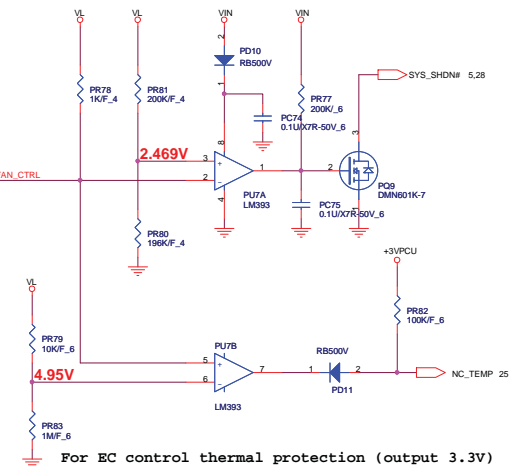 VL
VL
VIN
VIN
2
PD10
RB500V
1
SYS_SHDN# 5,28
PR78
1K/F_4
PR81
200K/F_4
PR77
200K/_6
PC74
0.1U/X7R-50V_6
3
2.469V
8
3
+
1
2
PQ9
DMN601K-7
FAN_CTRL
2
-
PU7A
LM393
4
1
PC75
0.1U/X7R-50V_6
PR80
196K/F_4
+3VPCU
VL
PR82
100K/F_6
PR79
10K/F_6
PU7B
RB500V
4.95V
5
+
7
1
2
NC_TEMP 25
6
-
PD11
LM393
PR83
1M/F_6
For EC control thermal protection (output 3.3V)